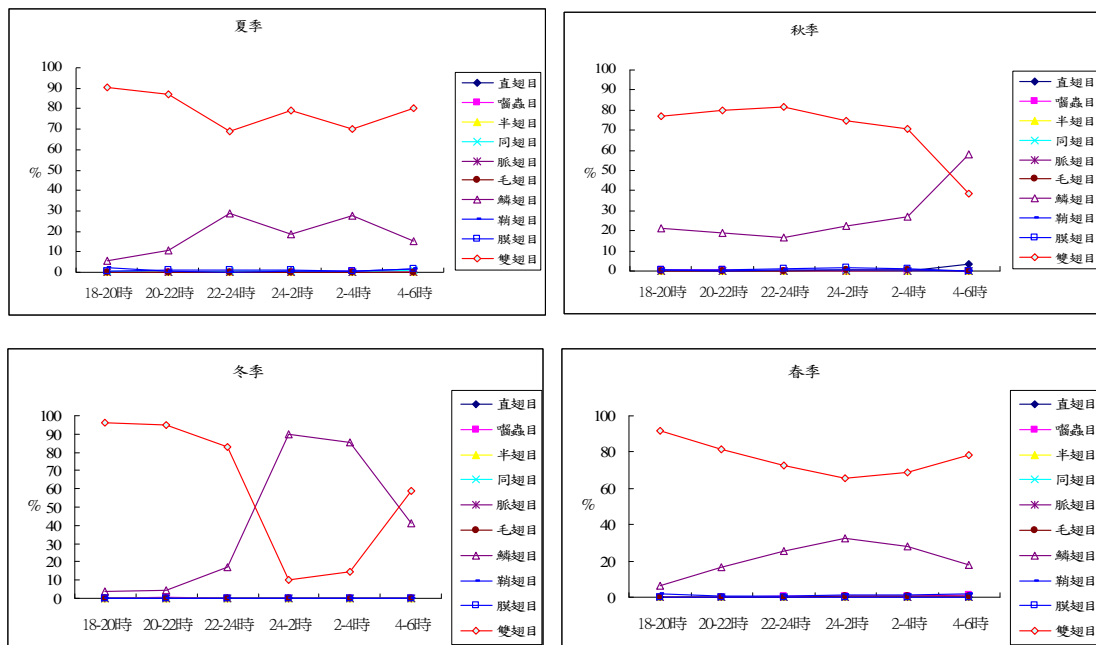 夏季
100
90
80
70
60
50
40
30
20
10
0
%
18-20時 20-22時 22-24時 24-2時 2-4時 4-6時
直翅目
嚙蟲目
半翅目
同翅目
脈翅目
毛翅目
鱗翅目
鞘翅目
膜翅目
雙翅目
秋季
100
90
80
70
60
50
40
30
20
10
0
%
18-20時 20-22時 22-24時 24-2時 2-4時 4-6時
直翅目
嚙蟲目
半翅目
同翅目
脈翅目
毛翅目
鱗翅目
鞘翅目
膜翅目
雙翅目
冬季
100
90
80
70
60
50
40
30
20
10
0
%
18-20時 20-22時 22-24時 24-2時 2-4時 4-6時
直翅目
嚙蟲目
半翅目
同翅目
脈翅目
毛翅目
鱗翅目
鞘翅目
膜翅目
雙翅目
春季
100
80
60
40
20
0
%
18-20時 20-22時 22-24時 24-2時 2-4時 4-6時
直翅目
嚙蟲目
半翅目
同翅目
脈翅目
毛翅目
鱗翅目
鞘翅目
膜翅目
雙翅目